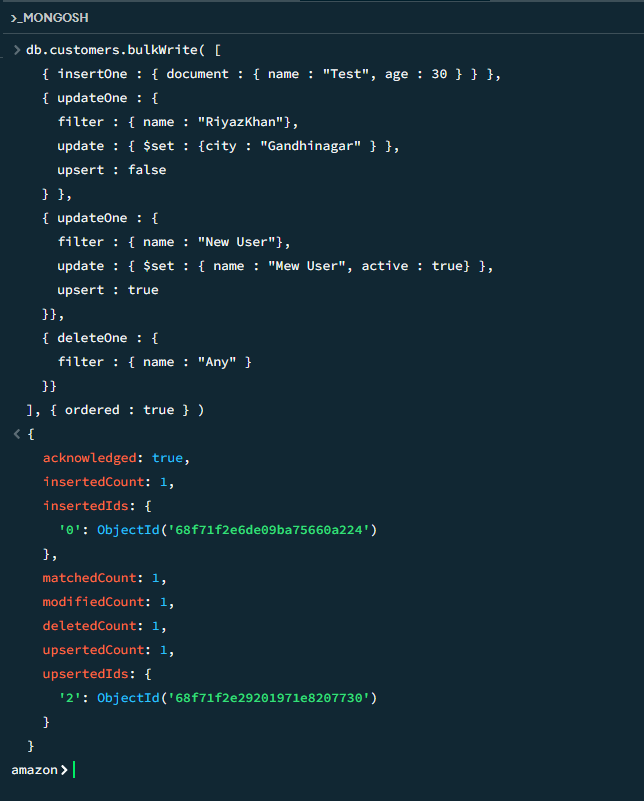 >_MONGOSH
> db.customers.bulkWrite( [
{ insertOne : { document : { name : "Test", age : 30 } } },
{ updateOne : {
filter : { name : "RiyazKhan"},
update : { $set : {city : "Gandhinagar" } },
upsert : false
} },
{ updateOne : {
filter : { name : "New User"},
update : { $set : { name : "Mew User", active : true} },
upsert : true
}},
{ deleteOne : {
filter : { name : "Any" }
}}
], { ordered : true } )
< {
acknowledged: true,
insertedCount: 1,
insertedIds: {
'0': ObjectId('68f71f2e6de09ba75660a224')
},
matchedCount: 1,
modifiedCount: 1,
deletedCount: 1,
upsertedCount: 1,
upsertedIds: {
'2': ObjectId('68f71f2e29201971e8207730')
}
}
amazon>